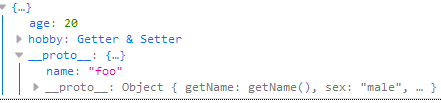 {…}
age: 20
hobby: Getter & Setter
__proto__: {…}
name: "foo"
__proto__: Object { getName: getName(), sex: "male", … }